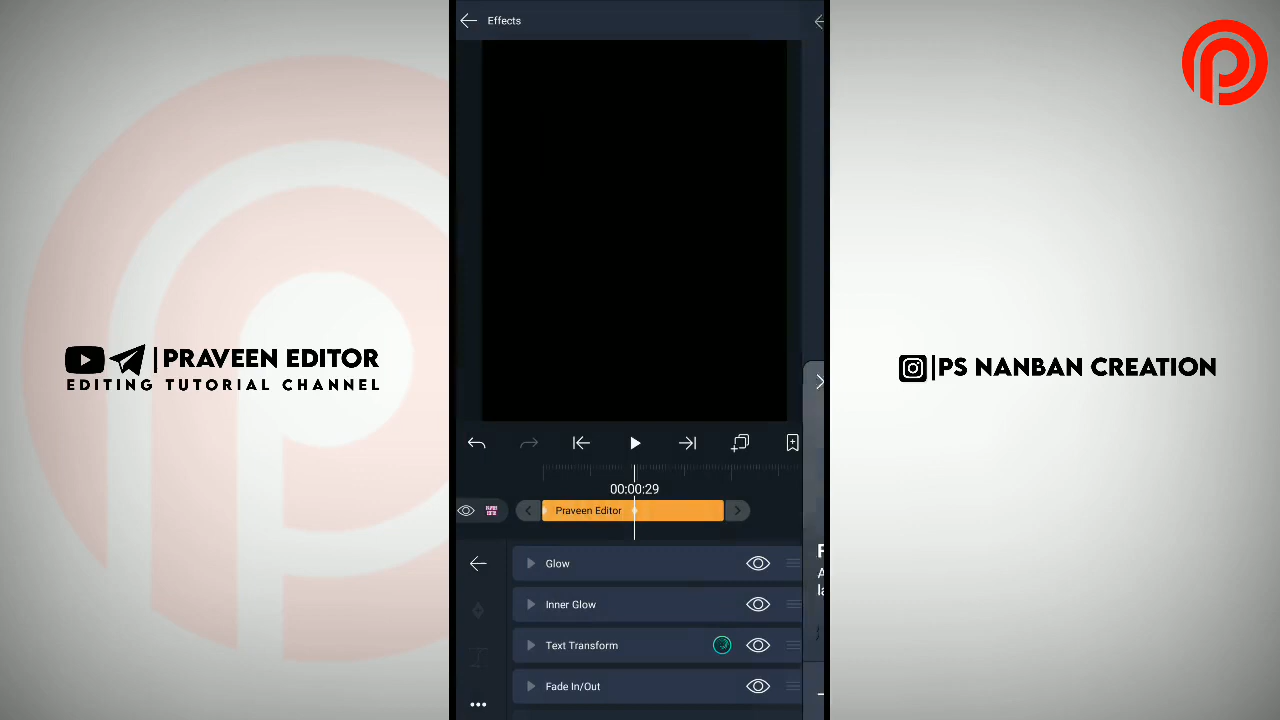 Effects
PRAVEEN EDITOR
EDITING TUTORIAL CHANNEL
PS NANBAN CREATION
00:00:29
Praveen Editor
Glow
Inner Glow
Text Transform
Fade In/Out